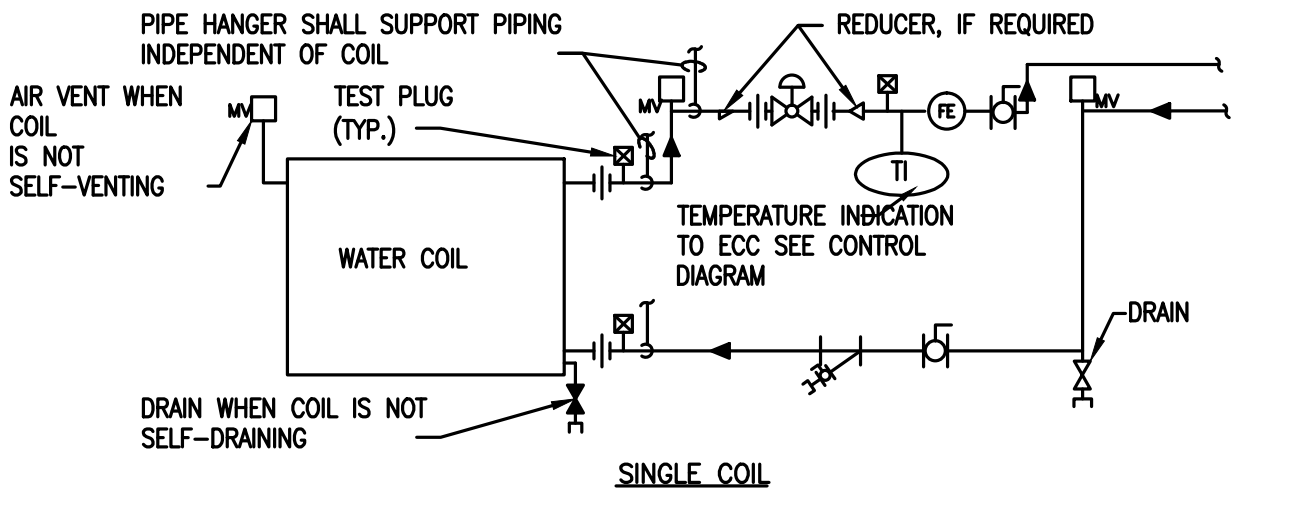 PIPE HANGER SHALL SUPPORT PIPING
INDEPENDENT OF COIL
REDUCER, IF REQUIRED
AIR VENT WHEN
COIL
IS NOT
SELF-VENTING
MV
TEST PLUG
(TYP.)
MV
FE
MV
TI
TEMPERATURE INDICATION
TO ECC SEE CONTROL
DIAGRAM
WATER COIL
DRAIN
DRAIN WHEN COIL IS NOT
SELF-DRAINING
SINGLE COIL